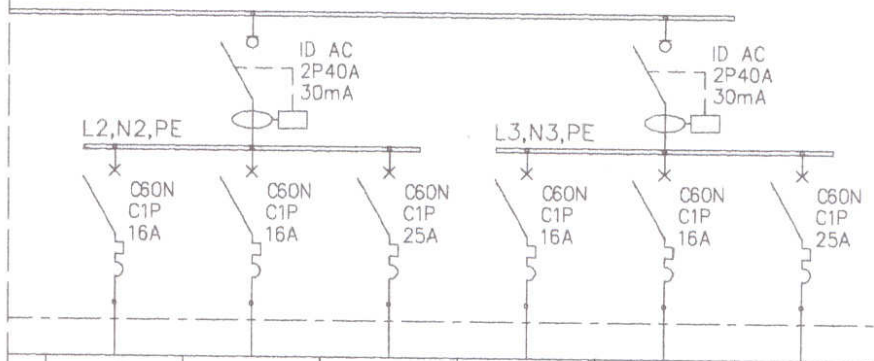 ID AC
2P40A
30mA
ID AC
2P40A
30mA
L2,N2,PE
L3,N3,PE
C60N
C1P
16A
C60N
C1P
16A
C60N
C1P
25A
C60N
C1P
16A
C60N
C1P
16A
C60N
C1P
25A